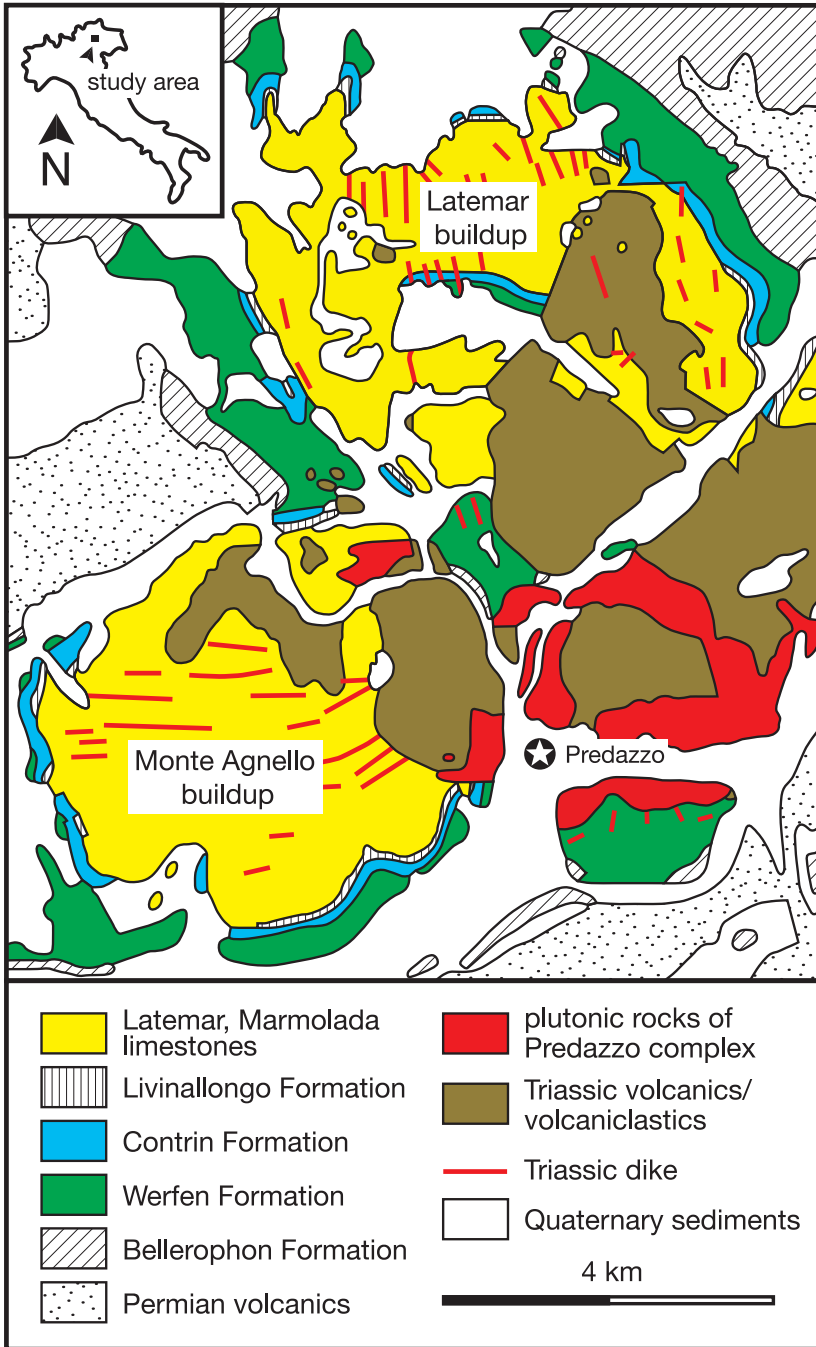 study area
N
Latemar
buildup
Monte Agnello
buildup
Predazzo
Latemar, Marmolada
limestones
Livinallongo Formation
Contrin Formation
Werfen Formation
Bellerophon Formation
Permian volcanics
plutonic rocks of
Predazzo complex
Triassic volcanics/
volcaniclastics
Triassic dike
Quaternary sediments
4 km